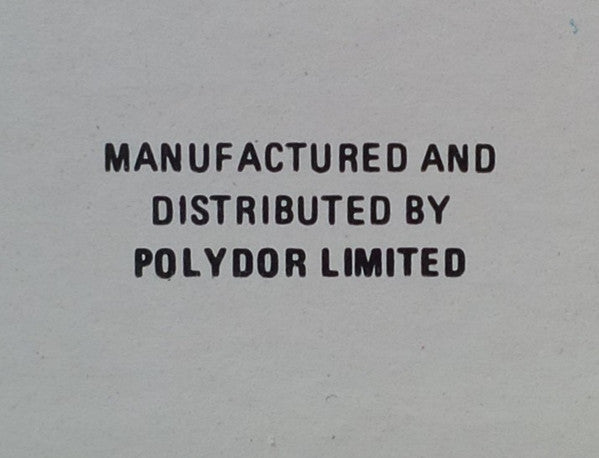 MANUFACTURED AND
DISTRIBUTED BY
POLYDOR LIMITED